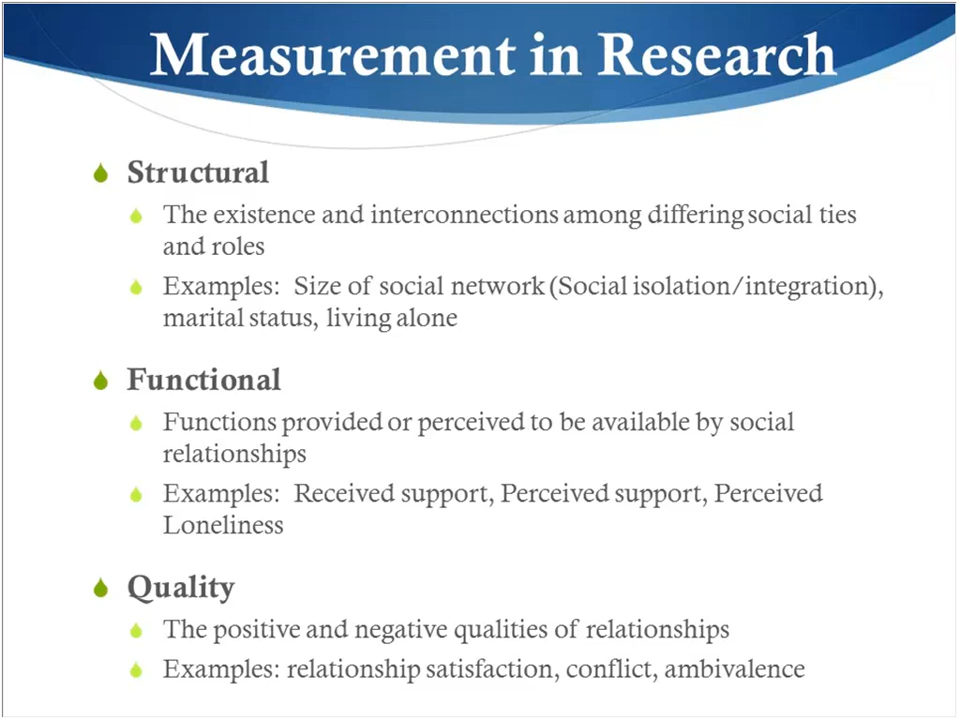 Measurement in Research
Structural
The existence and interconnections among differing social ties
and roles
Examples: Size of social network (Social isolation/integration),
marital status, living alone
Functional
Functions provided or perceived to be available by social
relationships
Examples: Received support, Perceived support, Perceived
Loneliness
Quality
The positive and negative qualities of relationships
Examples: relationship satisfaction, conflict, ambivalence